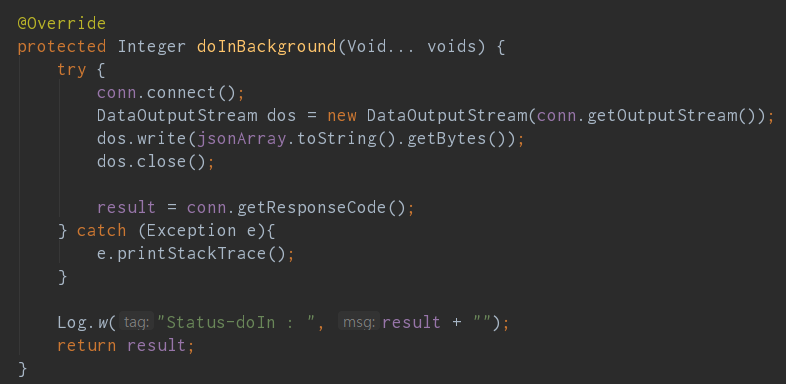 @Override
protected Integer doInBackground(Void... voids) {
try {
conn.connect();
DataOutputStream dos = new DataOutputStream(conn.getOutputStream());
dos.write(jsonArray.toString().getBytes());
dos.close();
result = conn.getResponseCode();
} catch (Exception e){
e.printStackTrace();
}
Log.w( tag: "Status-doIn : ", msg: result + "");
return result;
}